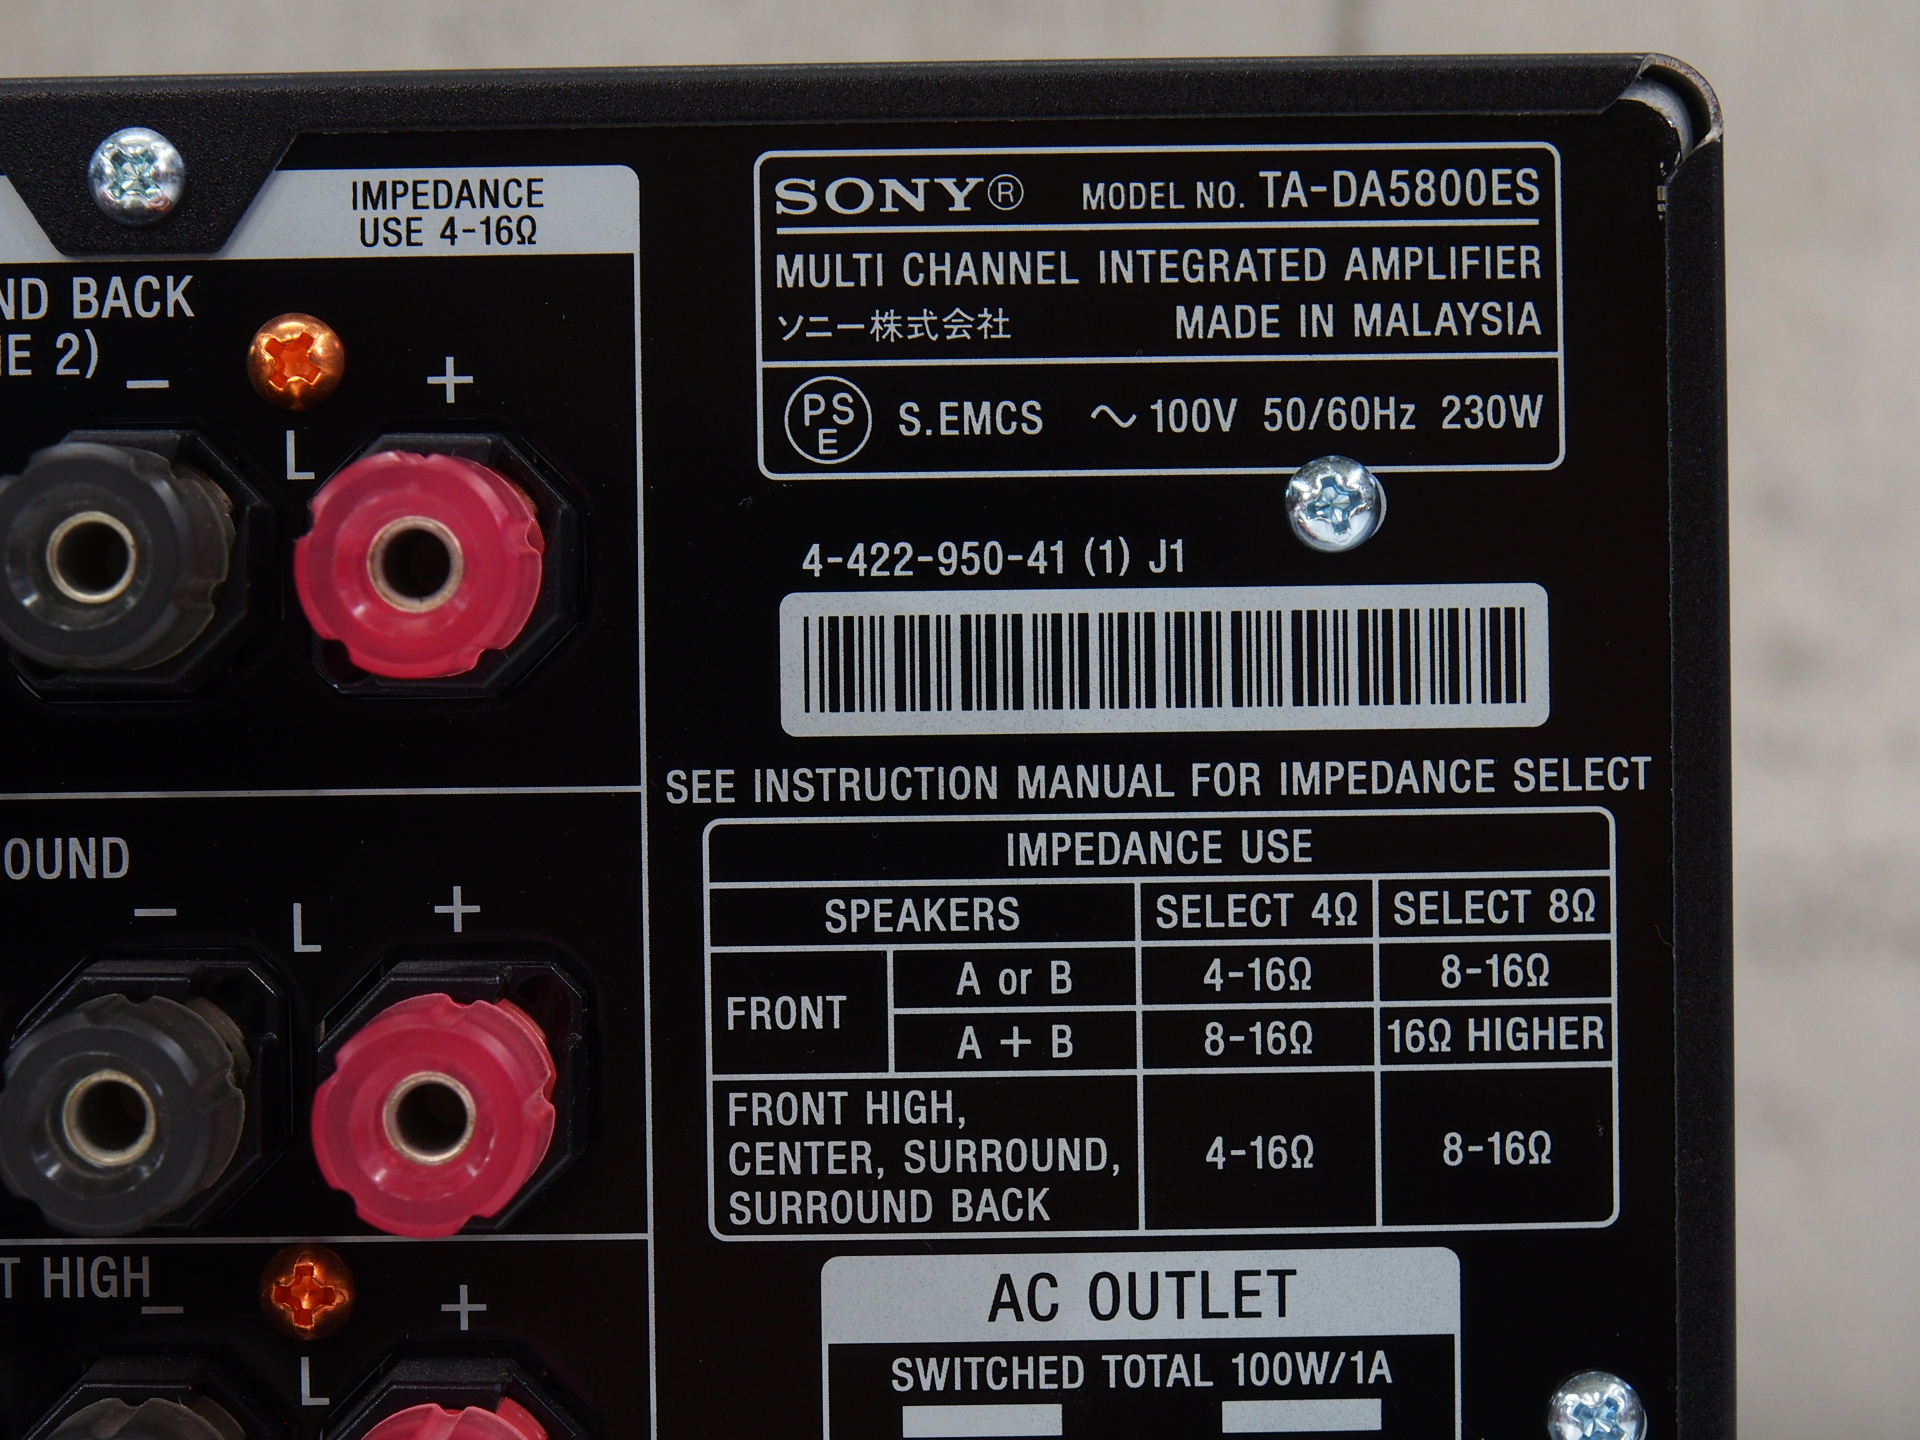 IMPEDANCE
USE 4-16Ω
ND BACK
E 2)
− +
L
OUND
− L +
T HIGH
− +
L
SONY® MODEL NO. TA-DA5800ES
MULTI CHANNEL INTEGRATED AMPLIFIER
ソニー株式会社 MADE IN MALAYSIA
PSE S.EMCS ～100V 50/60Hz 230W
4-422-950-41 (1) J1
SEE INSTRUCTION MANUAL FOR IMPEDANCE SELECT
IMPEDANCE USE
SPEAKERS SELECT 4Ω SELECT 8Ω
FRONT
A or B 4-16Ω 8-16Ω
A + B 8-16Ω 16Ω HIGHER
FRONT HIGH,
CENTER, SURROUND,
SURROUND BACK
4-16Ω 8-16Ω
AC OUTLET
SWITCHED TOTAL 100W/1A